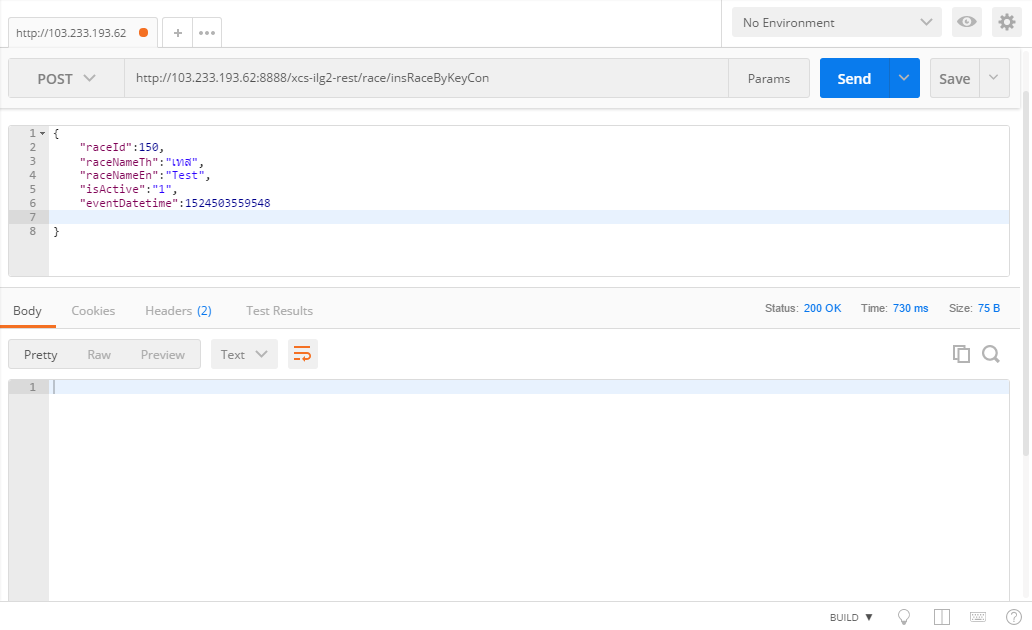 http://103.233.193.62
+
•••
No Environment
POST
http://103.233.193.62:8888/xcs-ilg2-rest/race/insRaceByKeyCon
Params
Send
Save
1 {
2 "raceId":150,
3 "raceNameTh":"เทส",
4 "raceNameEn":"Test",
5 "isActive":"1",
6 "eventDatetime":1524503559548
7
8 }
Body Cookies Headers (2) Test Results
Status: 200 OK Time: 730 ms Size: 75 B
Pretty Raw Preview Text
1
BUILD ▼